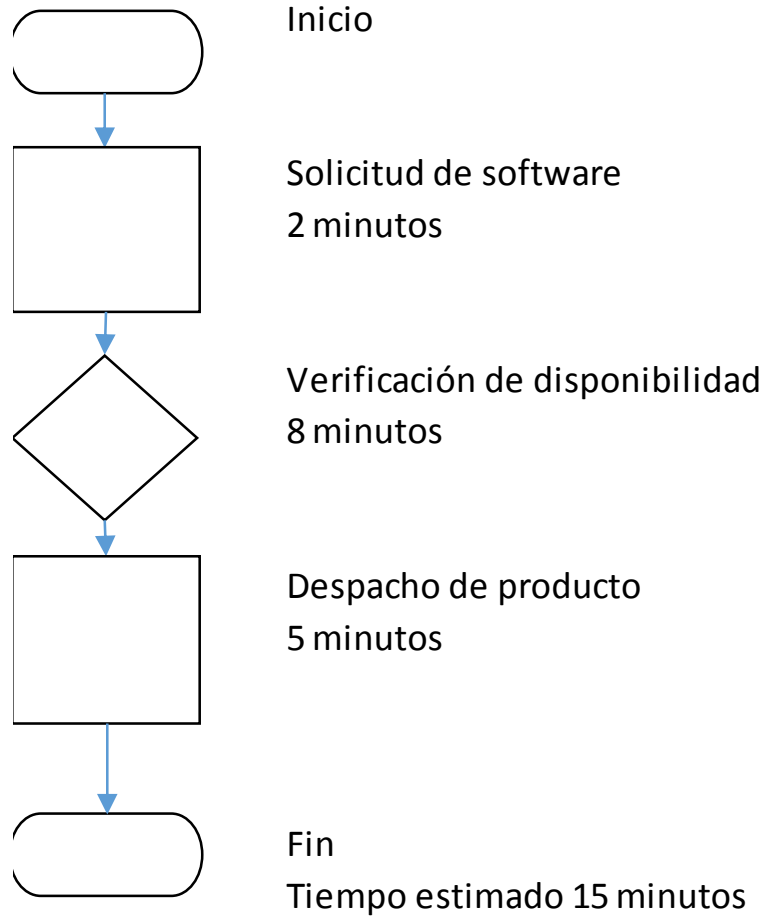 Inicio
Solicitud de software
2 minutos
Verificación de disponibilidad
8 minutos
Despacho de producto
5 minutos
Fin
Tiempo estimado 15 minutos